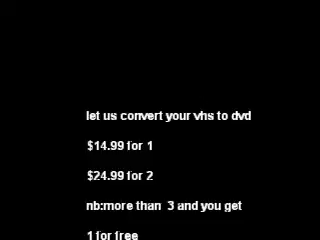 let us convert your vhs to dvd
$14.99 for 1
$24.99 for 2
nb:more than 3 and you get
1 for free